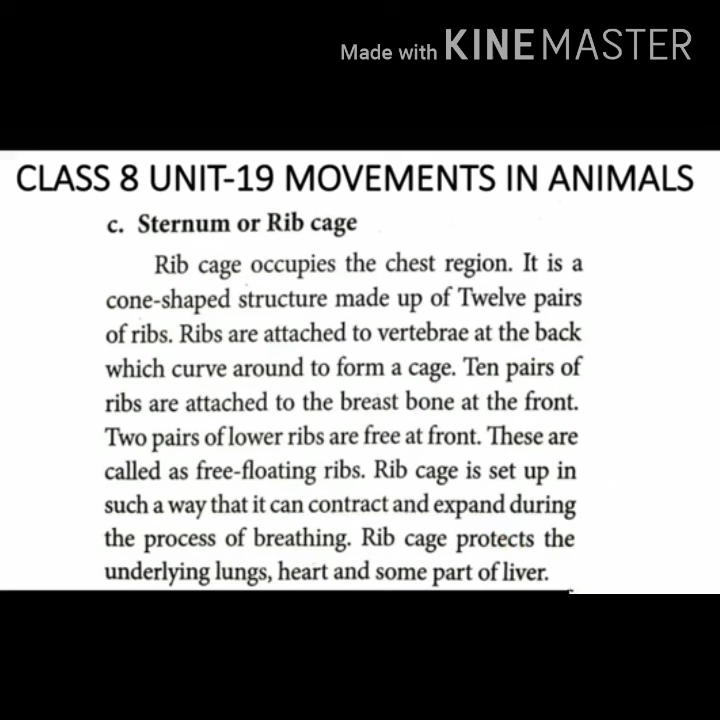 Made with KINEMASTER
CLASS 8 UNIT-19 MOVEMENTS IN ANIMALS
c. Sternum or Rib cage
Rib cage occupies the chest region. It is a
cone-shaped structure made up of Twelve pairs
of ribs. Ribs are attached to vertebrae at the back
which curve around to form a cage. Ten pairs of
ribs are attached to the breast bone at the front.
Two pairs of lower ribs are free at front. These are
called as free-floating ribs. Rib cage is set up in
such a way that it can contract and expand during
the process of breathing. Rib cage protects the
underlying lungs, heart and some part of liver.